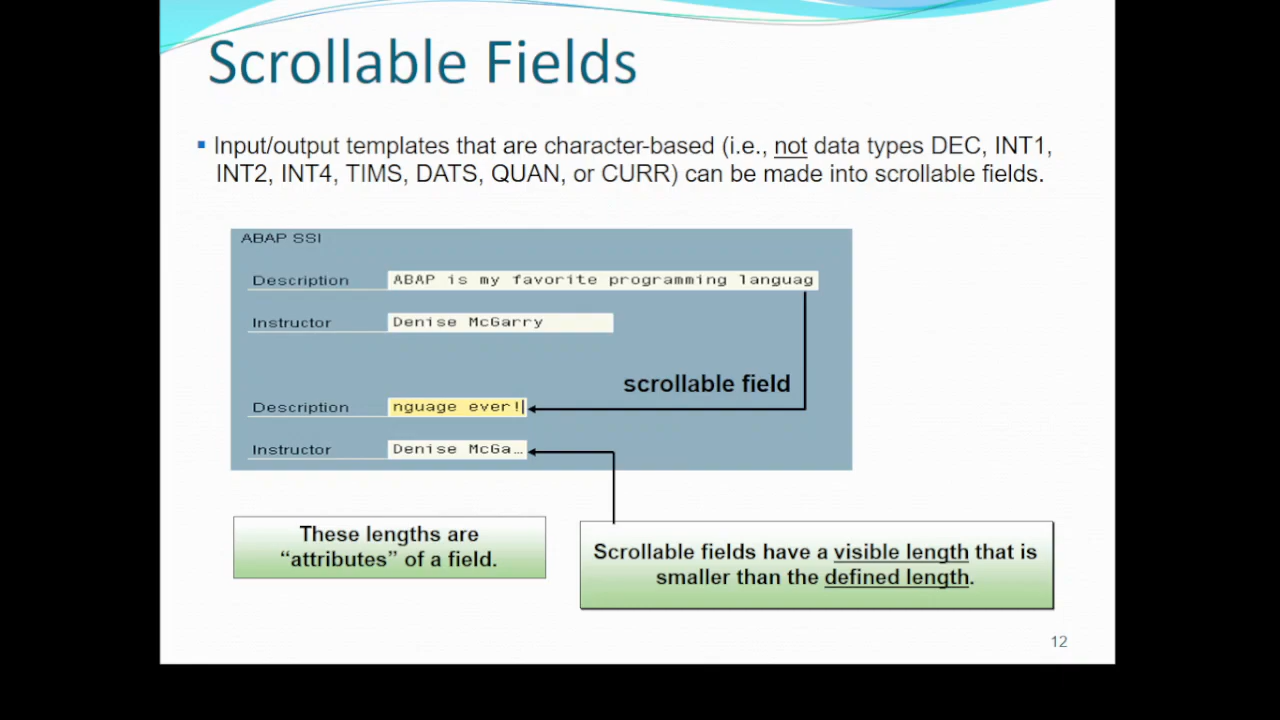 Scrollable Fields
Input/output templates that are character-based (i.e., not data types DEC, INT1,
INT2, INT4, TIMS, DATS, QUAN, or CURR) can be made into scrollable fields.
ABAP SSI
Description ABAP is my favorite programming languag
Instructor Denise McGarry
scrollable field
Description nguage ever!
Instructor Denise McGa...
These lengths are
“attributes” of a field.
Scrollable fields have a visible length that is
smaller than the defined length.
12